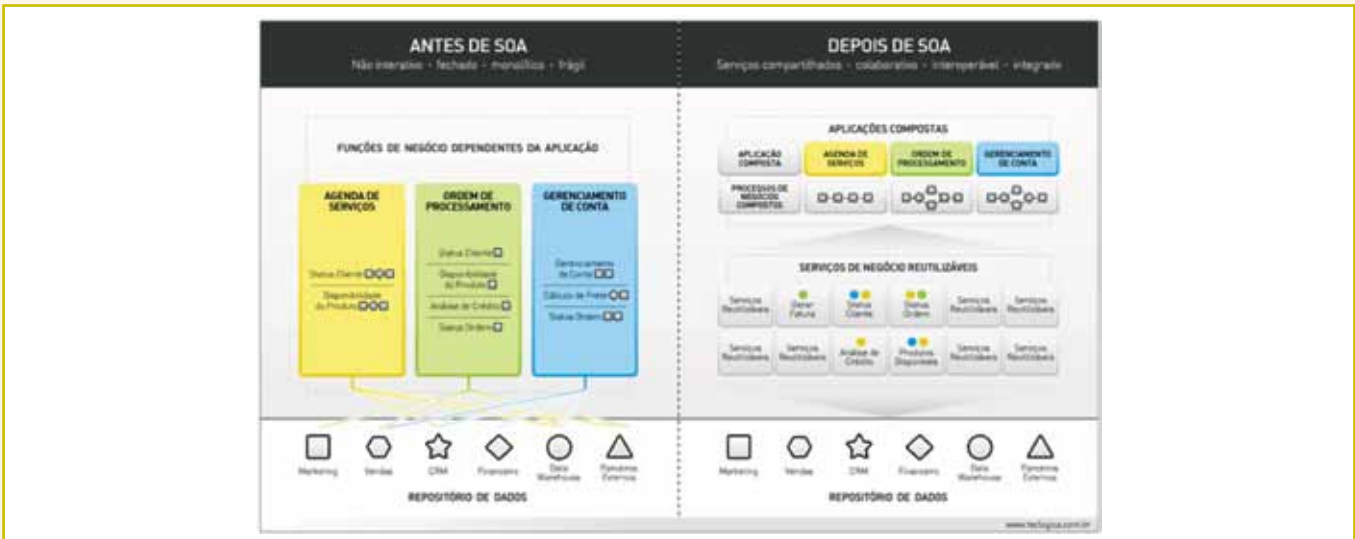 ANTES DE SOA
Não interativo - fechado - monolítico - frágil
FUNÇÕES DE NEGÓCIO DEPENDENTES DA APLICAÇÃO
AGENDA DE
SERVIÇOS
Status Cliente
Disponibilidade
do Produto
ORDEM DE
PROCESSAMENTO
Status Cliente
Disponibilidade
do Produto
Análise de Crédito
Status Ordem
GERENCIAMENTO
DE CONTA
Gerenciamento
de Conta
Cálculo de Frete
Status Ordem
Marketing
Vendas
CRM
Financeiro
Data
Warehouse
Parceiros
Externos
REPOSITÓRIO DE DADOS
DEPOIS DE SOA
Serviços compartilhados - colaborativo - interoperável - integrado
APLICAÇÕES COMPOSTAS
APLICAÇÃO
COMPOSTA
AGENDA DE
SERVIÇOS
ORDEM DE
PROCESSAMENTO
GERENCIAMENTO
DE CONTA
PROCESSOS DE
NEGÓCIOS
COMPOSTOS
SERVIÇOS DE NEGÓCIO REUTILIZÁVEIS
Serviços
Reutilizáveis
Gerar
Fatura
Status
Cliente
Status
Ordem
Serviços
Reutilizáveis
Serviços
Reutilizáveis
Serviços
Reutilizáveis
Serviços
Reutilizáveis
Análise de
Crédito
Produtos
Disponíveis
Serviços
Reutilizáveis
Serviços
Reutilizáveis
Marketing
Vendas
CRM
Financeiro
Data
Warehouse
Parceiros
Externos
REPOSITÓRIO DE DADOS
www.teclogica.com.br